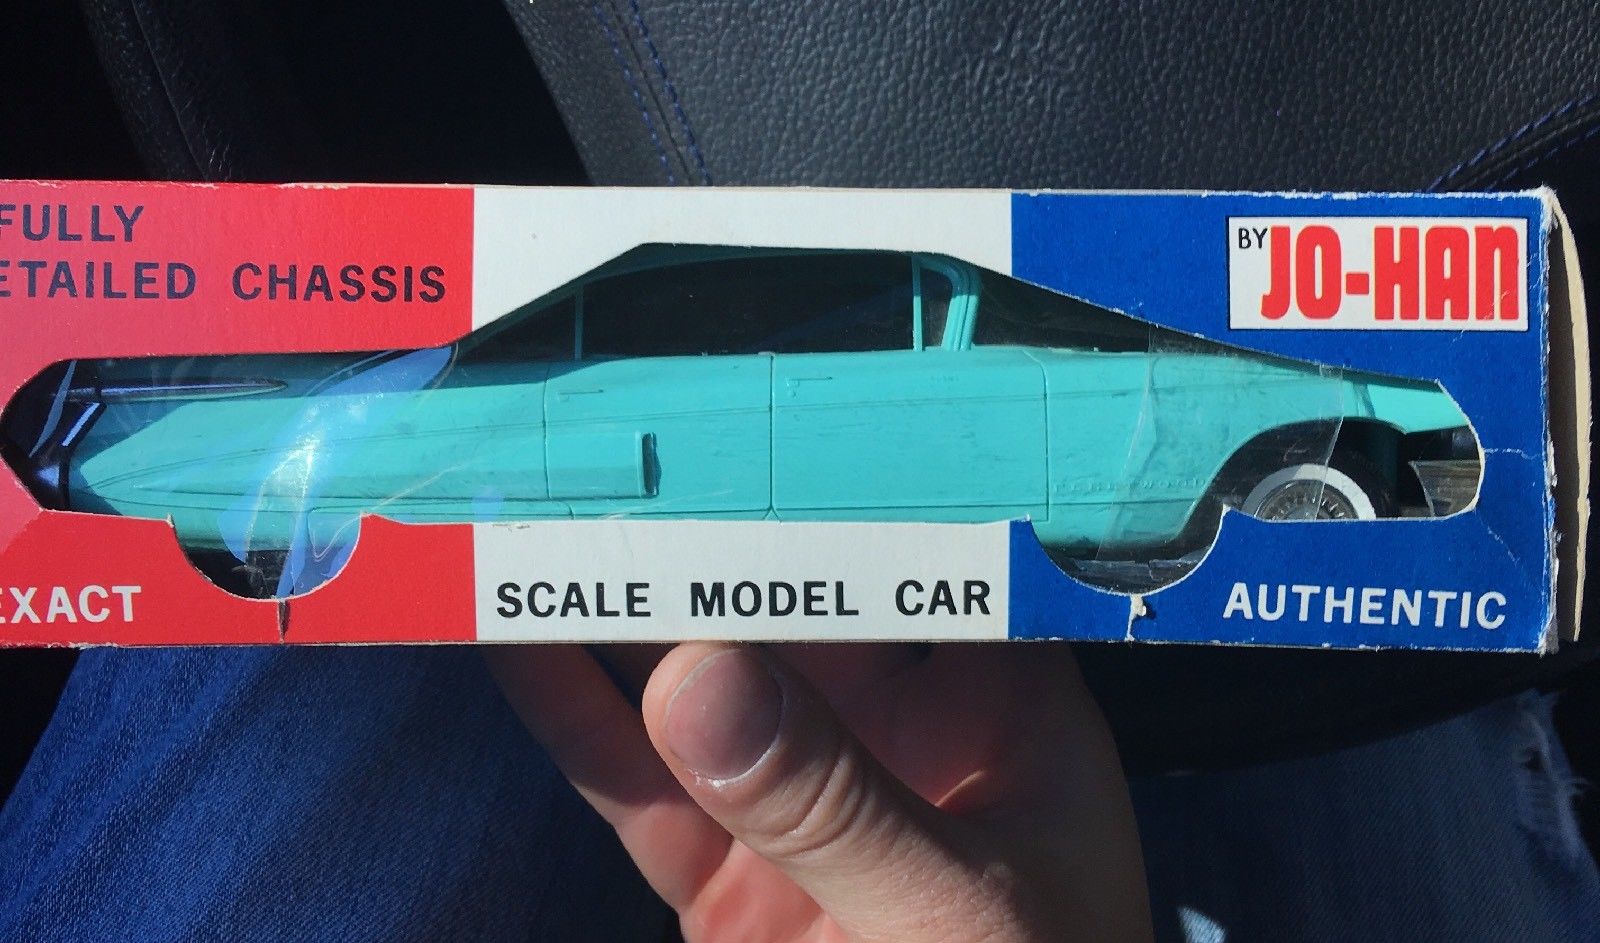 FULLY
ETAILED CHASSIS
BY JO-HAN
EXACT
SCALE MODEL CAR
AUTHENTIC